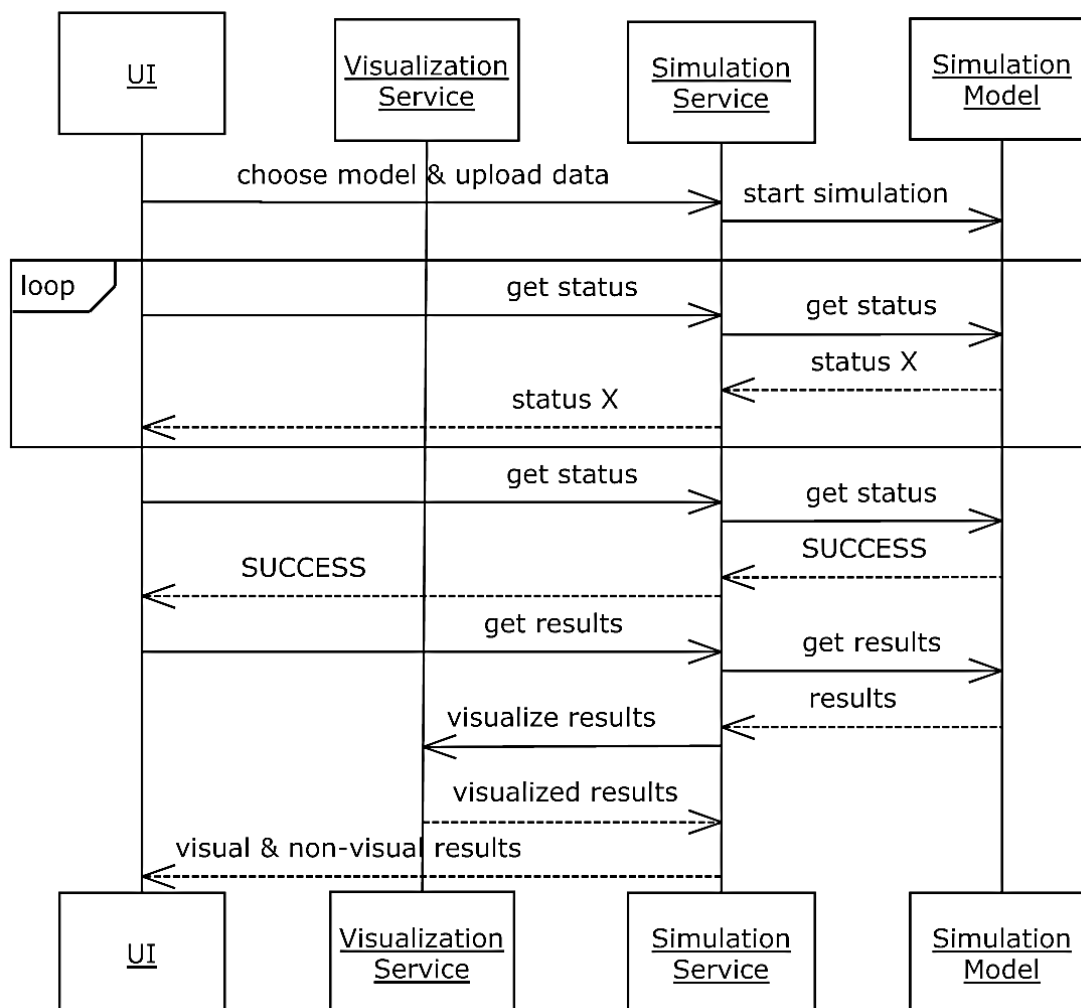 UI
Visualization
Service
Simulation
Service
Simulation
Model
choose model & upload data
start simulation
loop
get status
get status
status X
status X
get status
get status
SUCCESS
SUCCESS
get results
get results
results
visualize results
visualized results
visual & non-visual results
UI
Visualization
Service
Simulation
Service
Simulation
Model